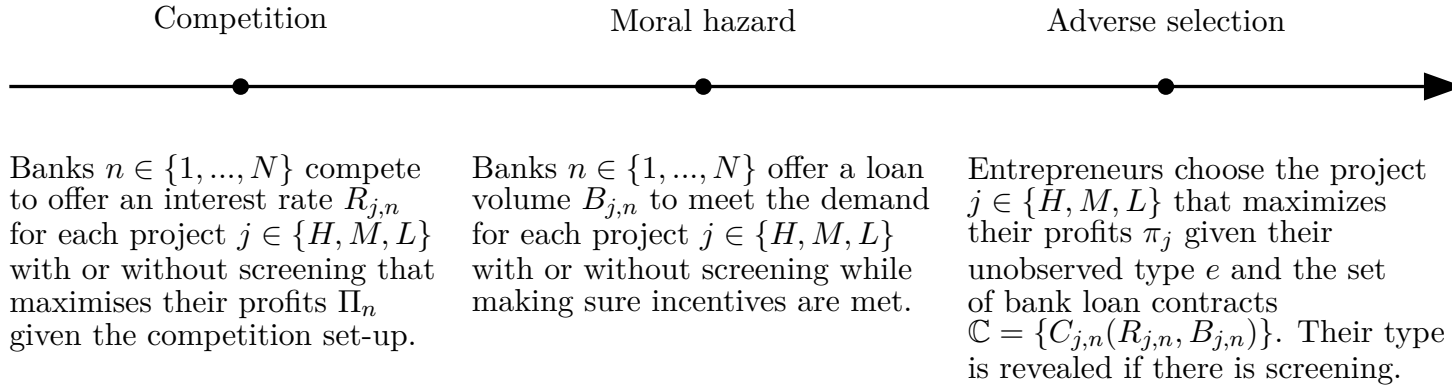 Competition
Moral hazard
Adverse selection
Banks n ∈ {1, ..., N} compete
to offer an interest rate R_{j,n}
for each project j ∈ {H, M, L}
with or without screening that
maximises their profits Π_n
given the competition set-up.
Banks n ∈ {1, ..., N} offer a loan
volume B_{j,n} to meet the demand
for each project j ∈ {H, M, L}
with or without screening while
making sure incentives are met.
Entrepreneurs choose the project
j ∈ {H, M, L} that maximizes
their profits π_j given their
unobserved type e and the set
of bank loan contracts
ℂ = {C_{j,n}(R_{j,n}, B_{j,n})}. Their type
is revealed if there is screening.